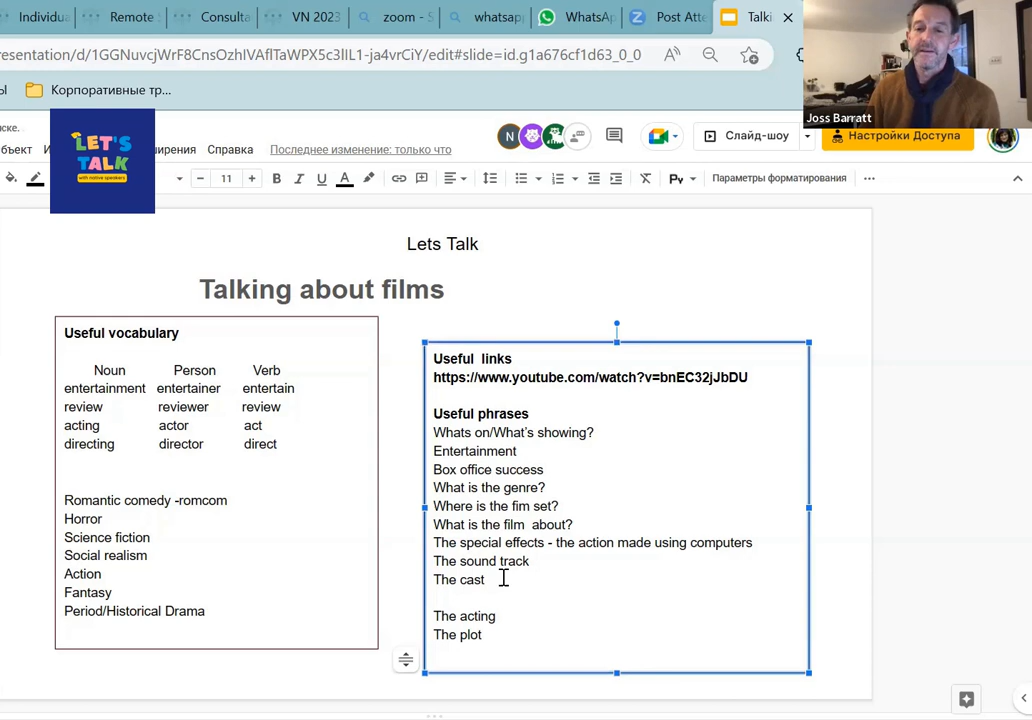 Individua
Remote
Consulta
VN 2023
zoom - S
whatsap
WhatsAp
Post Atte
Talki
esentation/d/1GGNuvcjWrF8CnsOzhIVAflTaWPX5c3lIL1-ja4vrCiY/edit#slide=id.g1a676cf1d63_0_0
Корпоративные тр...
Joss Barratt
ске.
бъект
ирения
Справка
Последнее изменение: только что
Слайд-шоу
Настройки Доступа
LET'S
TALK
with native speakers
11
B I U A
Параметры форматирования
Lets Talk
Talking about films
Useful vocabulary
Noun Person Verb
entertainment entertainer entertain
review reviewer review
acting actor act
directing director direct
Romantic comedy -romcom
Horror
Science fiction
Social realism
Action
Fantasy
Period/Historical Drama
Useful links
https://www.youtube.com/watch?v=bnEC32jJbDU
Useful phrases
Whats on/What's showing?
Entertainment
Box office success
What is the genre?
Where is the fim set?
What is the film about?
The special effects - the action made using computers
The sound track
The cast
The acting
The plot